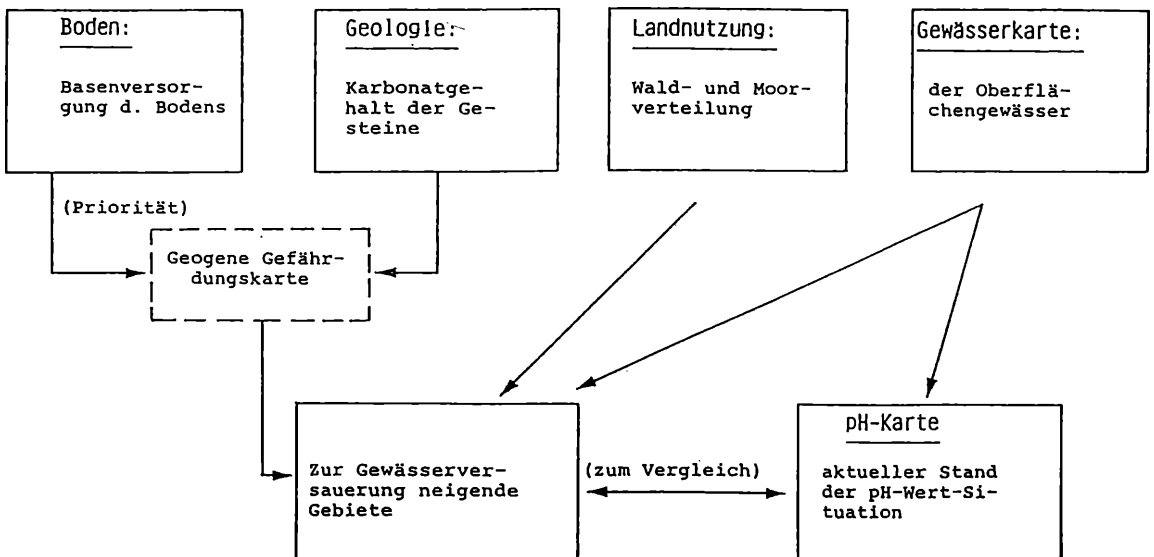 Boden:
Basenversor-
gung d. Bodens
Geologie:
Karbonatge-
halt der Ge-
steine
Landnutzung:
Wald- und Moor-
verteilung
Gewässerkarte:
der Oberflä-
chengewässer
(Priorität)
Geogene Gefähr-
dungskarte
Zur Gewässerver-
sauerung neigende
Gebiete
(zum Vergleich)
pH-Karte
aktueller Stand
der pH-Wert-Si-
tuation